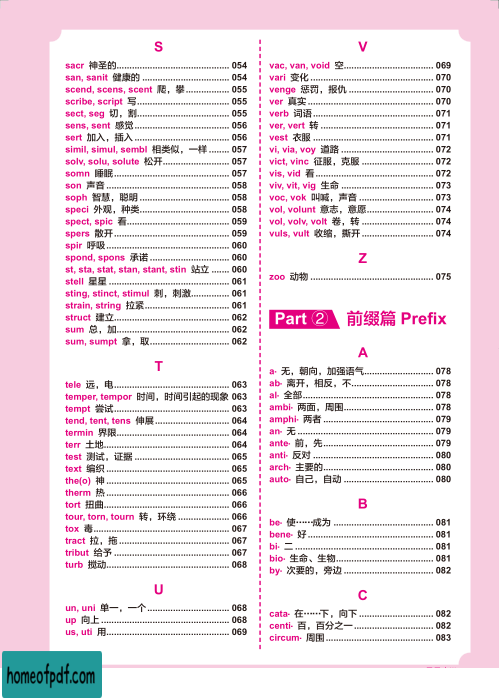 S
sacr 神圣的 054
san, sanit 健康的 054
scend, scens, scent 爬，攀 055
scribe, script 写 055
sect, seg 切，割 055
sens, sent 感觉 056
sert 加入，插入 056
simil, simul, sembl 相类似，一样 057
solv, solu, solute 松开 057
somn 睡眠 057
son 声音 058
soph 智慧，聪明 058
speci 外观，种类 058
spect, spic 看 059
spers 散开 059
spir 呼吸 060
spond, spons 承诺 060
st, sta, stat, stan, stant, stin 站立 060
stell 星星 061
sting, stinct, stimul 刺，刺激 061
strain, string 拉紧 061
struct 建立 062
sum 总，加 062
sum, sumpt 拿，取 062
T
tele 远，电 063
temper, tempor 时间，时间引起的现象 063
tempt 尝试 063
tend, tent, tens 伸展 064
termin 界限 064
terr 土地 064
test 测试，证据 065
text 编织 065
the(o) 神 065
therm 热 066
tort 扭曲 066
tour, torn, tourn 转，环绕 066
tox 毒 067
tract 拉，拖 067
tribut 给予 067
turb 搅动 068
U
un, uni 单一，一个 068
up 向上 068
us, uti 用 069
V
vac, van, void 空 069
vari 变化 070
venge 惩罚，报仇 070
ver 真实 070
verb 词语 071
ver, vert 转 071
vest 衣服 071
vi, via, voy 道路 072
vict, vinc 征服，克服 072
vis, vid 看 072
viv, vit, vig 生命 073
voc, vok 叫喊，声音 073
vol, volunt 意志，意愿 074
vol, volv, volt 卷，转 074
vuls, vult 收缩，撕开 074
Z
zoo 动物 075
Part ② 前缀篇 Prefix
A
a- 无，朝向，加强语气 078
ab- 离开，相反，不 078
al- 全部 078
ambi- 两面，周围 078
amphi- 两者 079
an- 无 079
ante- 前，先 079
anti- 反对 080
arch- 主要的 080
auto- 自己，自动 080
B
be- 使……成为 081
bene- 好 081
bi- 二 081
bio- 生命、生物 081
by- 次要的，旁边 082
C
cata- 在……下，向下 082
centi- 百，百分之一 082
circum- 周围 083
homeofpdf.com